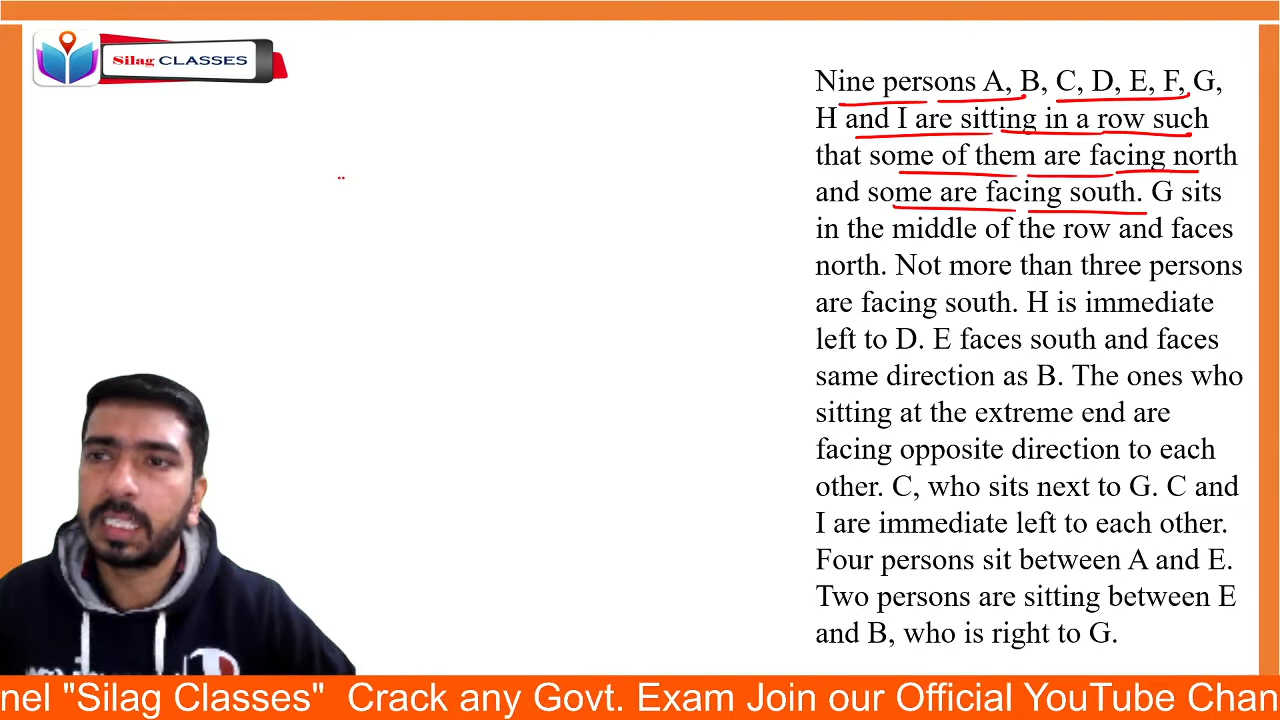 Silag CLASSES
Nine persons A, B, C, D, E, F, G,
H and I are sitting in a row such
that some of them are facing north
and some are facing south. G sits
in the middle of the row and faces
north. Not more than three persons
are facing south. H is immediate
left to D. E faces south and faces
same direction as B. The ones who
sitting at the extreme end are
facing opposite direction to each
other. C, who sits next to G. C and
I are immediate left to each other.
Four persons sit between A and E.
Two persons are sitting between E
and B, who is right to G.
nel "Silag Classes" Crack any Govt. Exam Join our Official YouTube Chan